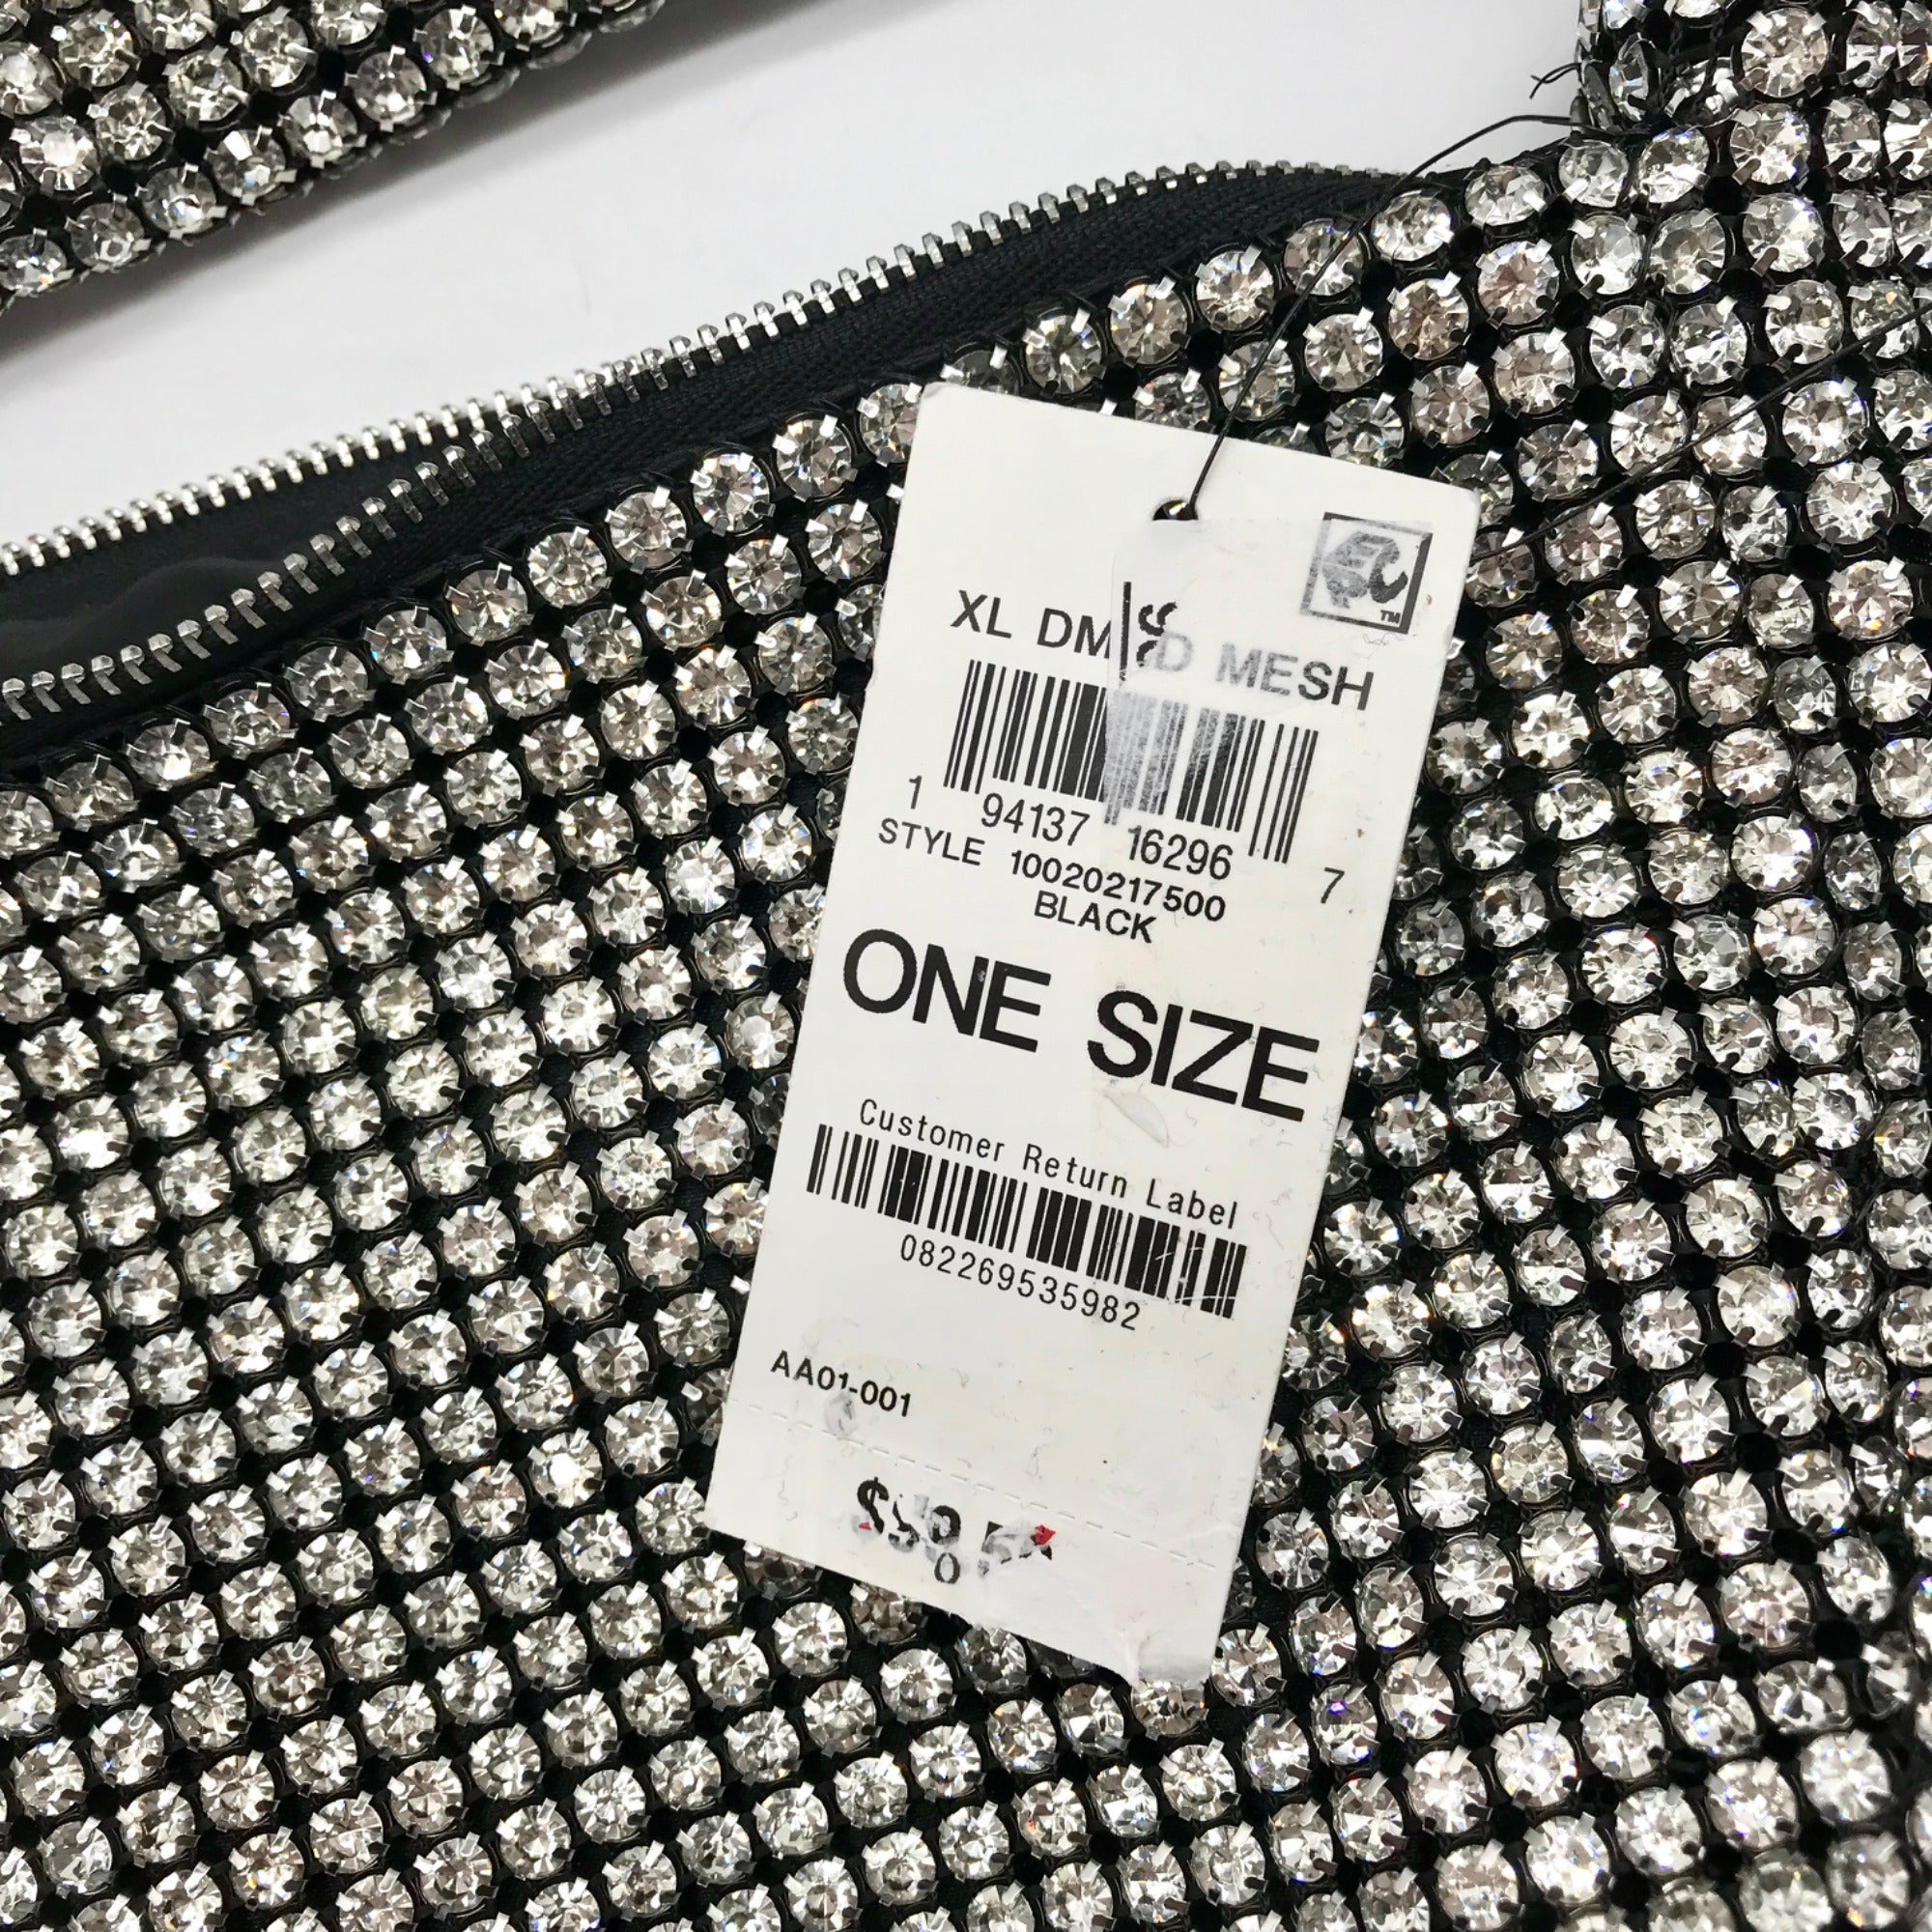 XL DM D MESH
1 94137 16296 7
STYLE 10020217500
BLACK
ONE SIZE
Customer Return Label
082269535982
AA01-001